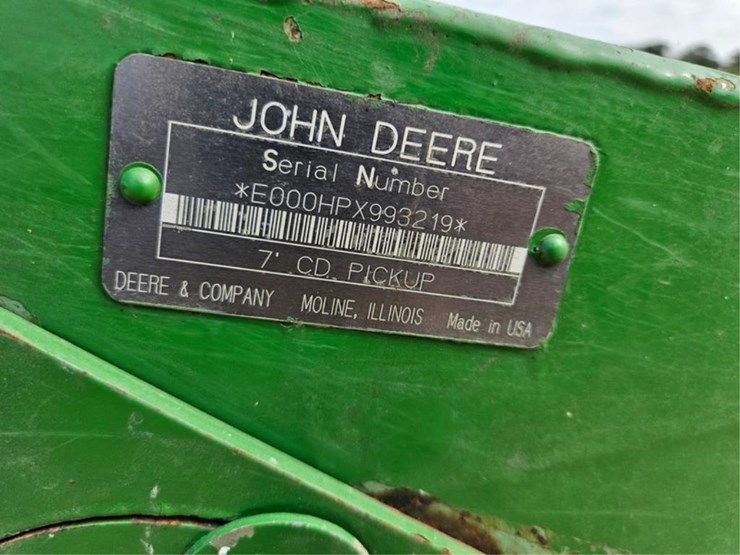 JOHN DEERE
Serial Number
*E000HPX993219*
7' CD. PICKUP
DEERE & COMPANY MOLINE, ILLINOIS Made in USA